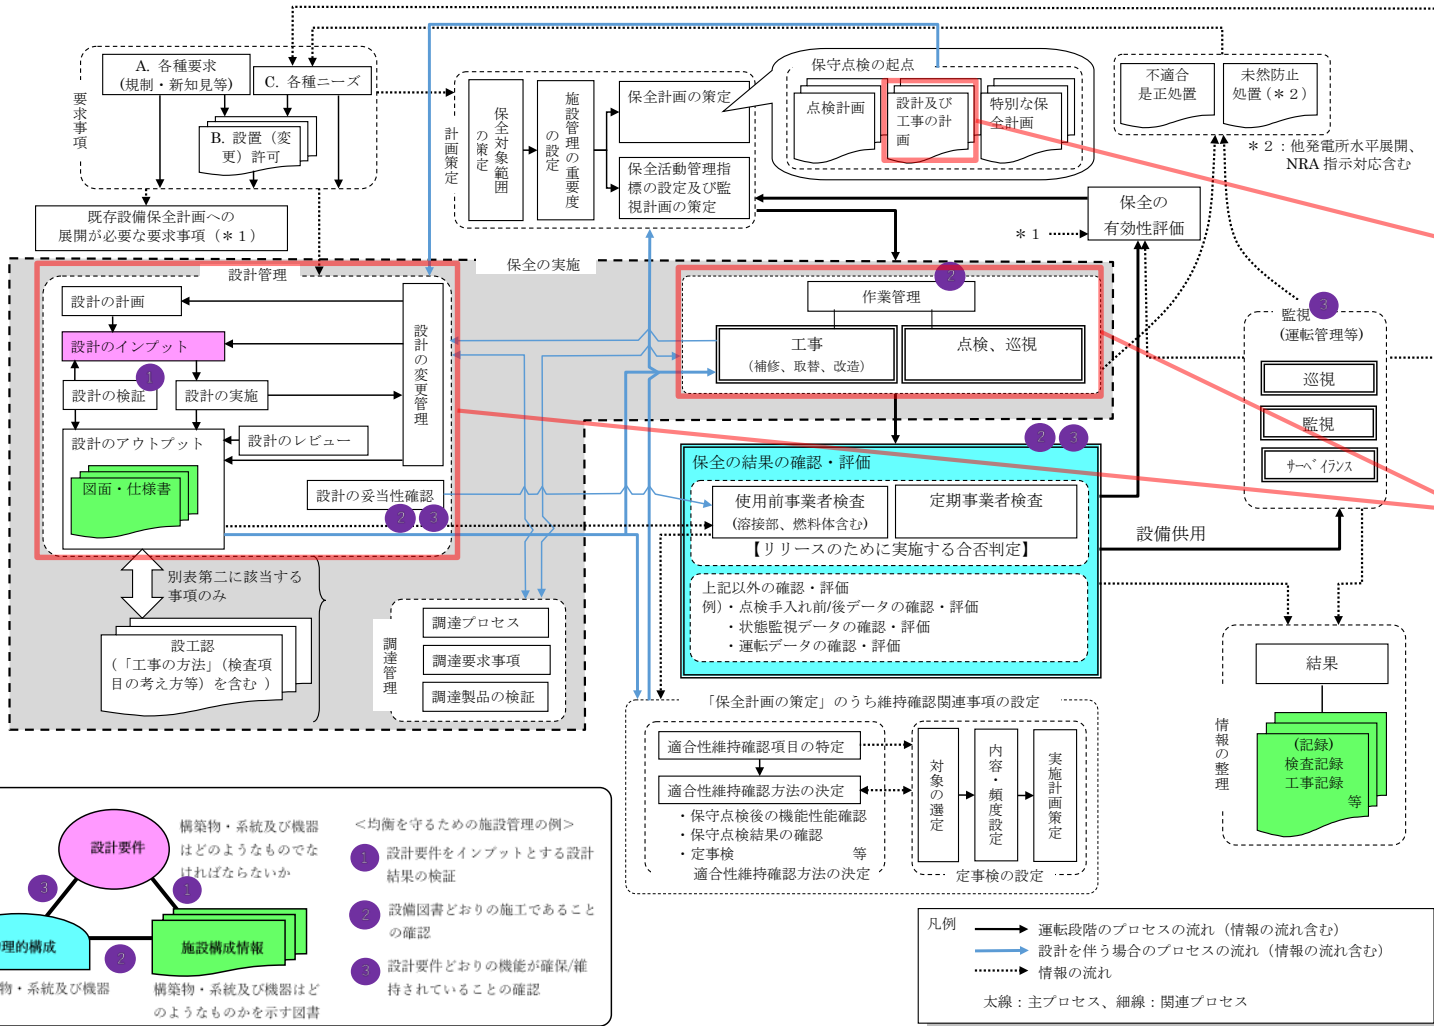 要求事項
A. 各種要求
(規制・新知見等)
C. 各種ニーズ
B. 設置（変
更）許可
既存設備保全計画への
展開が必要な要求事項（＊1）
計画策定
保全対象範囲
の策定
施設管理の重要度
の設定
保全計画の策定
保全活動管理指
標の設定及び監
視計画の策定
保守点検の起点
点検計画
設計及び
工事の計
画
特別な保
全計画
不適合
是正処置
未然防止
処置(＊2)
＊2：他発電所水平展開、
NRA 指示対応含む
保全の
有効性評価
＊1
保全の実施
設計管理
設計の計画
設計のインプット
設計の検証
1
設計の実施
設計の変更管理
設計のアウトプット
設計のレビュー
図面・仕様書
設計の妥当性確認
2
3
2
作業管理
工事
（補修、取替、改造）
点検、巡視
3
監視
(運転管理等)
巡視
監視
サーベイランス
2
3
保全の結果の確認・評価
使用前事業者検査
(溶接部、燃料体含む)
定期事業者検査
【リリースのために実施する合否判定】
上記以外の確認・評価
例）・点検手入れ前/後データの確認・評価
・状態監視データの確認・評価
・運転データの確認・評価
設備供用
別表第二に該当する
事項のみ
設工認
（「工事の方法」（検査項
目の考え方等）を含む ）
調達管理
調達プロセス
調達要求事項
調達製品の検証
「保全計画の策定」のうち維持確認関連事項の設定
適合性維持確認項目の特定
適合性維持確認方法の決定
・保守点検後の機能性能確認
・保守点検結果の確認
・定事検 等
適合性維持確認方法の決定
対象の選定
内容・頻度設定
実施計画策定
定事検の設定
情報の整理
結果
(記録)
検査記録
工事記録
等
設計要件
構築物・系統及び機器
はどのようなものでな
ければならないか
3
1
理的構成
2
施設構成情報
物・系統及び機器
構築物・系統及び機器はど
のようなものかを示す図書
＜均衡を守るための施設管理の例＞
1 設計要件をインプットとする設計
結果の検証
2 設備図書どおりの施工であること
の確認
3 設計要件どおりの機能が確保/維
持されていることの確認
凡例
運転段階のプロセスの流れ（情報の流れ含む）
設計を伴う場合のプロセスの流れ（情報の流れ含む）
情報の流れ
太線：主プロセス、細線：関連プロセス